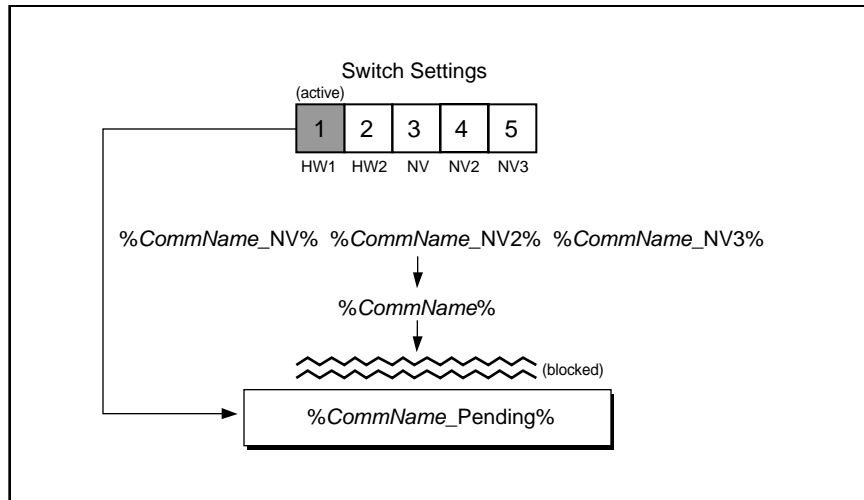 Switch Settings
(active)
1 2 3 4 5
HW1 HW2 NV NV2 NV3
%CommName_NV% %CommName_NV2% %CommName_NV3%
%CommName%
(blocked)
%CommName_Pending%